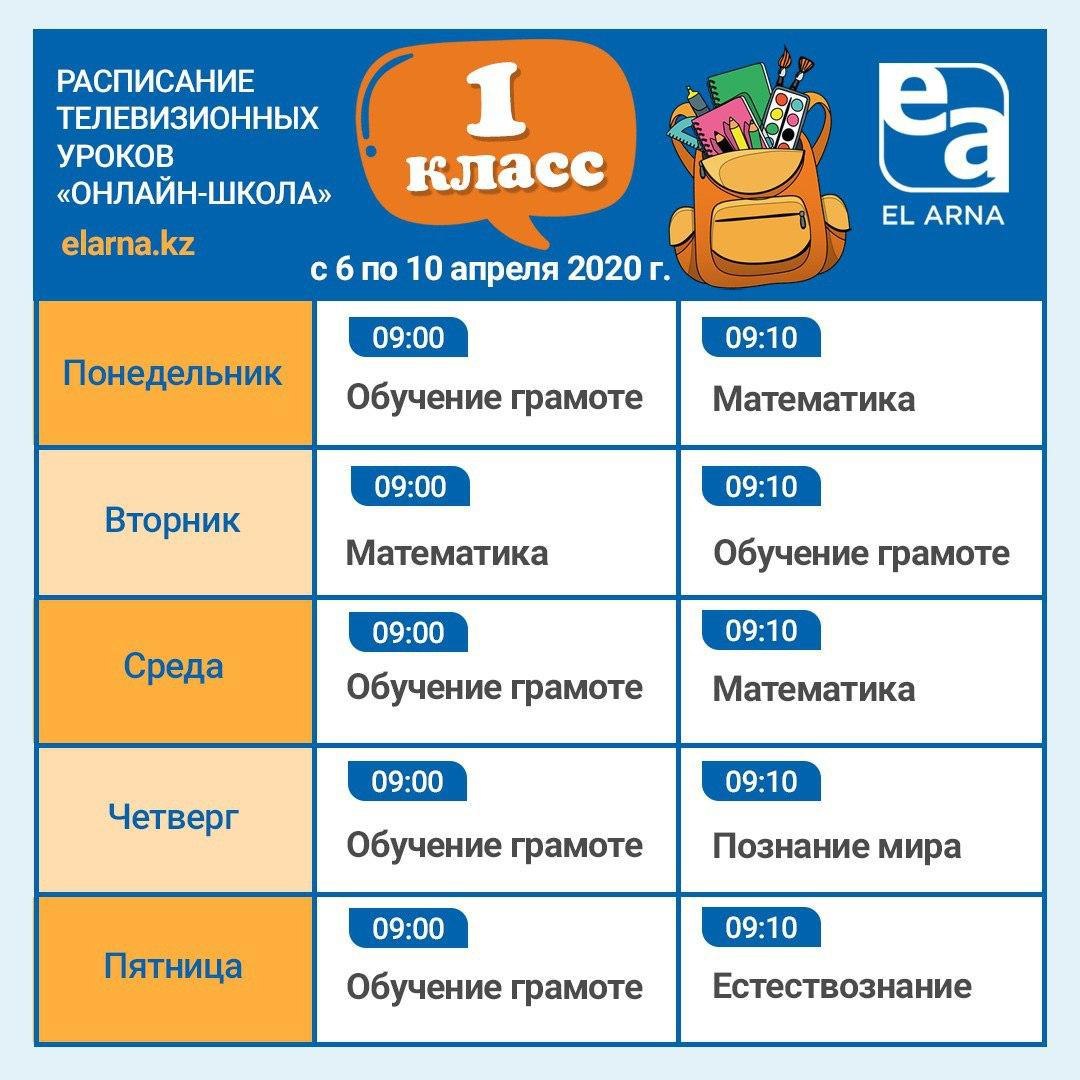 РАСПИСАНИЕ
ТЕЛЕВИЗИОННЫХ
УРОКОВ
«ОНЛАЙН-ШКОЛА»
elarna.kz
1
класс
с 6 по 10 апреля 2020 г.
ea
EL ARNA
Понедельник
09:00
Обучение грамоте
09:10
Математика
Вторник
09:00
Математика
09:10
Обучение грамоте
Среда
09:00
Обучение грамоте
09:10
Математика
Четверг
09:00
Обучение грамоте
09:10
Познание мира
Пятница
09:00
Обучение грамоте
09:10
Естествознание